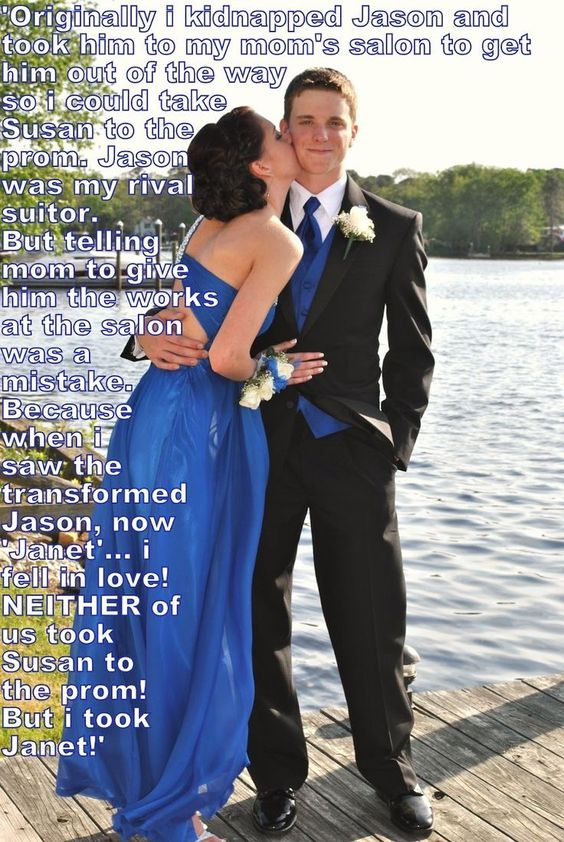 'Originally i kidnapped Jason and
took him to my mom's salon to get
him out of the way
so i could take
Susan to the
prom. Jason
was my rival
suitor.
But telling
mom to give
him the works
at the salon
was a
mistake.
Because
when i
saw the
transformed
Jason, now
'Janet'... i
fell in love!
NEITHER of
us took
Susan to
the prom!
But i took
Janet!'